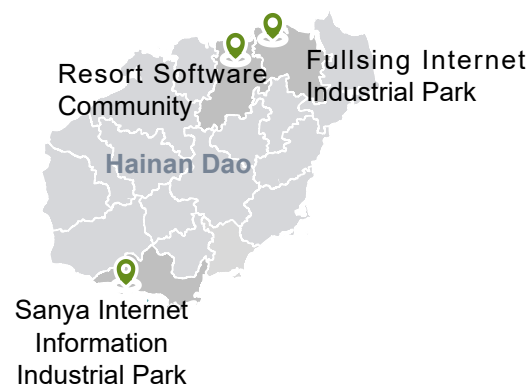 Resort Software
Community
Fullsing Internet
Industrial Park
Hainan Dao
Sanya Internet
Information
Industrial Park